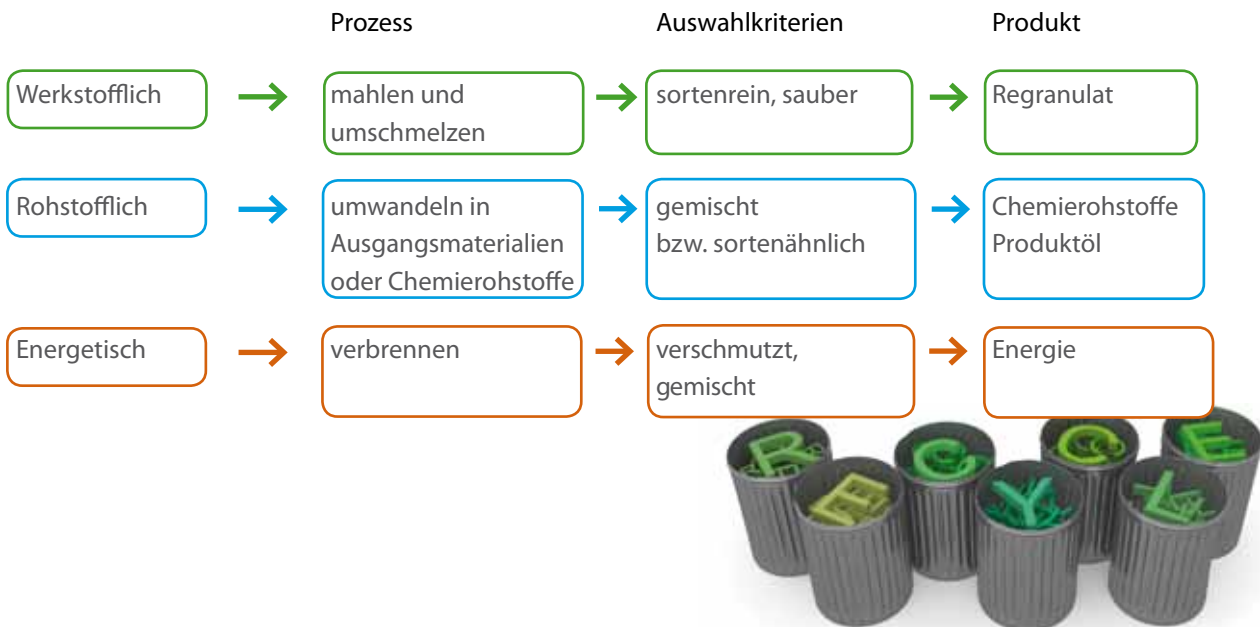 Prozess Auswahlkriterien Produkt
Werkstofflich mahlen und sortenrein, sauber Regranulat
umschmelzen
Rohstofflich umwandeln in gemischt Chemierohstoffe
Ausgangsmaterialien bzw. sortenähnlich Produktöl
oder Chemierohstoffe
Energetisch verbrennen verschmutzt, Energie
gemischt
R E C Y C L E